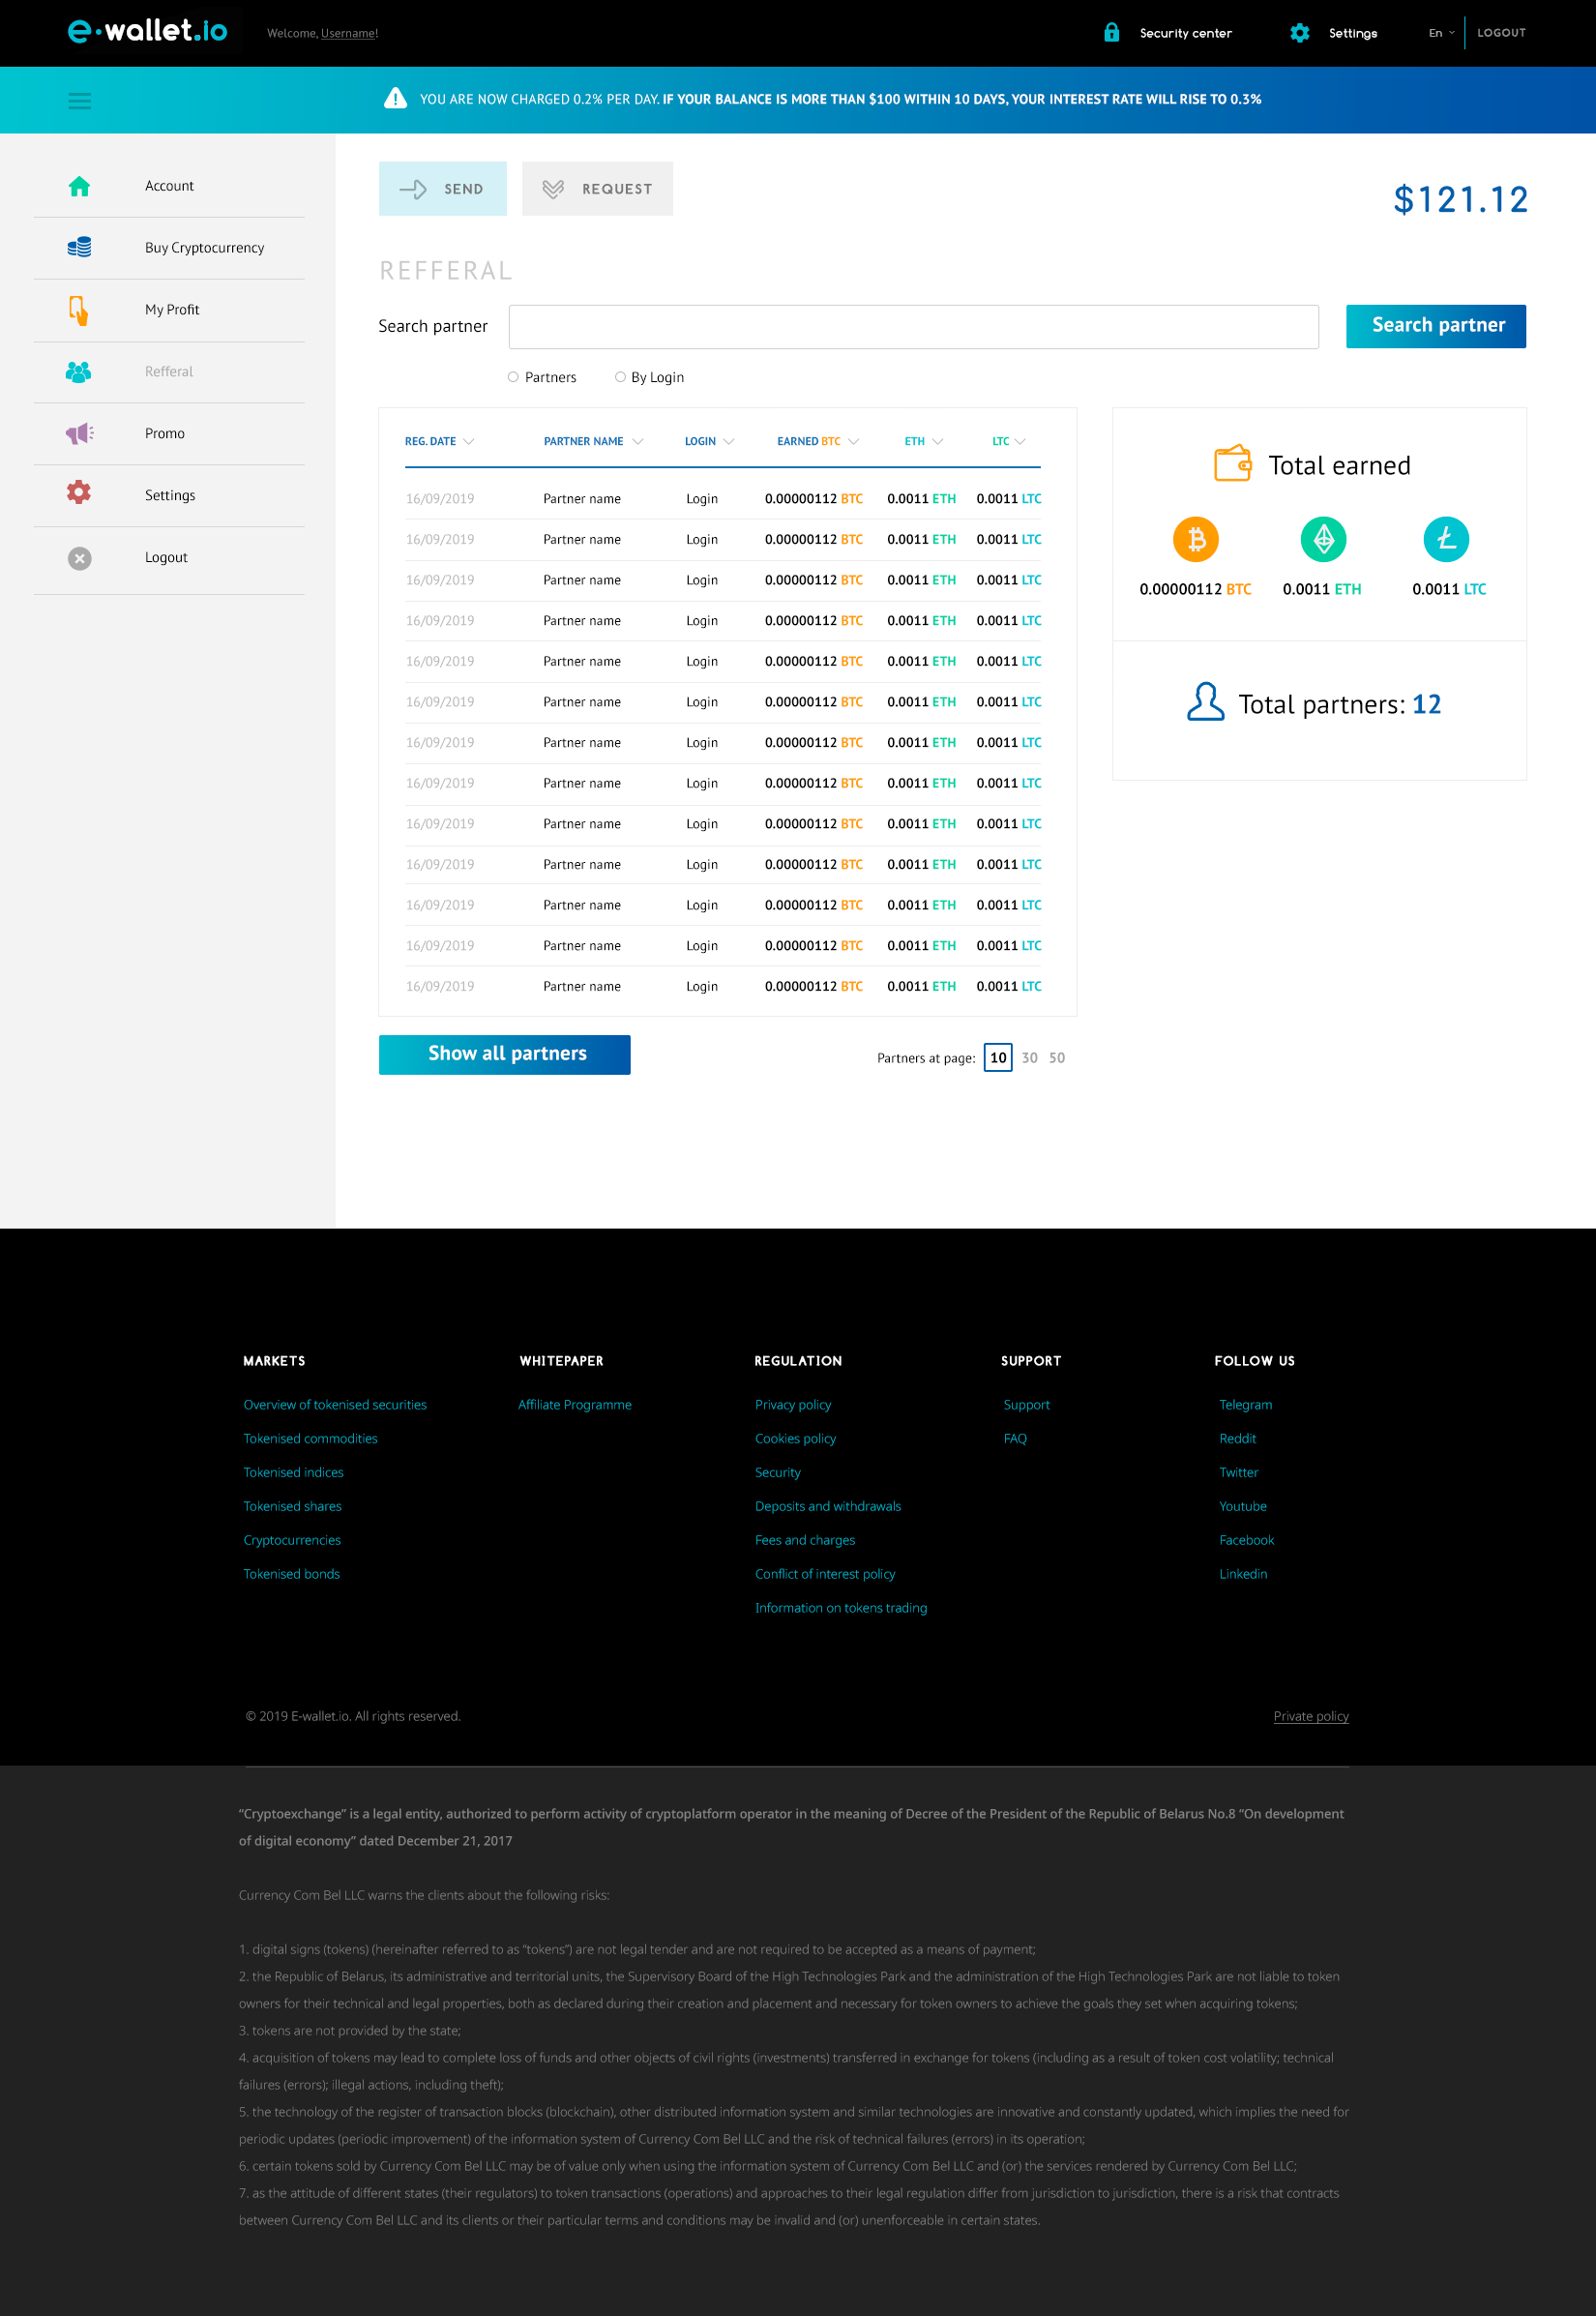 e-wallet.io Welcome, Username! Security center Settings En LOGOUT
YOU ARE NOW CHARGED 0.2% PER DAY. IF YOUR BALANCE IS MORE THAN $100 WITHIN 10 DAYS, YOUR INTEREST RATE WILL RISE TO 0.3%
Account
Buy Cryptocurrency
My Profit
Refferal
Promo
Settings
Logout
SEND REQUEST
$121.12
REFFERAL
Search partner Search partner
Partners By Login
REG. DATE PARTNER NAME LOGIN EARNED BTC ETH LTC
16/09/2019 Partner name Login 0.00000112 BTC 0.0011 ETH 0.0011 LTC
16/09/2019 Partner name Login 0.00000112 BTC 0.0011 ETH 0.0011 LTC
16/09/2019 Partner name Login 0.00000112 BTC 0.0011 ETH 0.0011 LTC
16/09/2019 Partner name Login 0.00000112 BTC 0.0011 ETH 0.0011 LTC
16/09/2019 Partner name Login 0.00000112 BTC 0.0011 ETH 0.0011 LTC
16/09/2019 Partner name Login 0.00000112 BTC 0.0011 ETH 0.0011 LTC
16/09/2019 Partner name Login 0.00000112 BTC 0.0011 ETH 0.0011 LTC
16/09/2019 Partner name Login 0.00000112 BTC 0.0011 ETH 0.0011 LTC
16/09/2019 Partner name Login 0.00000112 BTC 0.0011 ETH 0.0011 LTC
16/09/2019 Partner name Login 0.00000112 BTC 0.0011 ETH 0.0011 LTC
16/09/2019 Partner name Login 0.00000112 BTC 0.0011 ETH 0.0011 LTC
16/09/2019 Partner name Login 0.00000112 BTC 0.0011 ETH 0.0011 LTC
16/09/2019 Partner name Login 0.00000112 BTC 0.0011 ETH 0.0011 LTC
Total earned
0.00000112 BTC 0.0011 ETH 0.0011 LTC
Total partners: 12
Show all partners
Partners at page: 10 30 50
MARKETS
Overview of tokenised securities
Tokenised commodities
Tokenised indices
Tokenised shares
Cryptocurrencies
Tokenised bonds
WHITEPAPER
Affiliate Programme
REGULATION
Privacy policy
Cookies policy
Security
Deposits and withdrawals
Fees and charges
Conflict of interest policy
Information on tokens trading
SUPPORT
Support
FAQ
FOLLOW US
Telegram
Reddit
Twitter
Youtube
Facebook
Linkedin
© 2019 E-wallet.io. All rights reserved. Private policy
“Cryptoexchange” is a legal entity, authorized to perform activity of cryptoplatform operator in the meaning of Decree of the President of the Republic of Belarus No.8 “On development
of digital economy” dated December 21, 2017
Currency Com Bel LLC warns the clients about the following risks:
1. digital signs (tokens) (hereinafter referred to as “tokens”) are not legal tender and are not required to be accepted as a means of payment;
2. the Republic of Belarus, its administrative and territorial units, the Supervisory Board of the High Technologies Park and the administration of the High Technologies Park are not liable to token
owners for their technical and legal properties, both as declared during their creation and placement and necessary for token owners to achieve the goals they set when acquiring tokens;
3. tokens are not provided by the state;
4. acquisition of tokens may lead to complete loss of funds and other objects of civil rights (investments) transferred in exchange for tokens (including as a result of token cost volatility; technical
failures (errors); illegal actions, including theft);
5. the technology of the register of transaction blocks (blockchain), other distributed information system and similar technologies are innovative and constantly updated, which implies the need for
periodic updates (periodic improvement) of the information system of Currency Com Bel LLC and the risk of technical failures (errors) in its operation;
6. certain tokens sold by Currency Com Bel LLC may be of value only when using the information system of Currency Com Bel LLC and (or) the services rendered by Currency Com Bel LLC;
7. as the attitude of different states (their regulators) to token transactions (operations) and approaches to their legal regulation differ from jurisdiction to jurisdiction, there is a risk that contracts
between Currency Com Bel LLC and its clients or their particular terms and conditions may be invalid and (or) unenforceable in certain states.